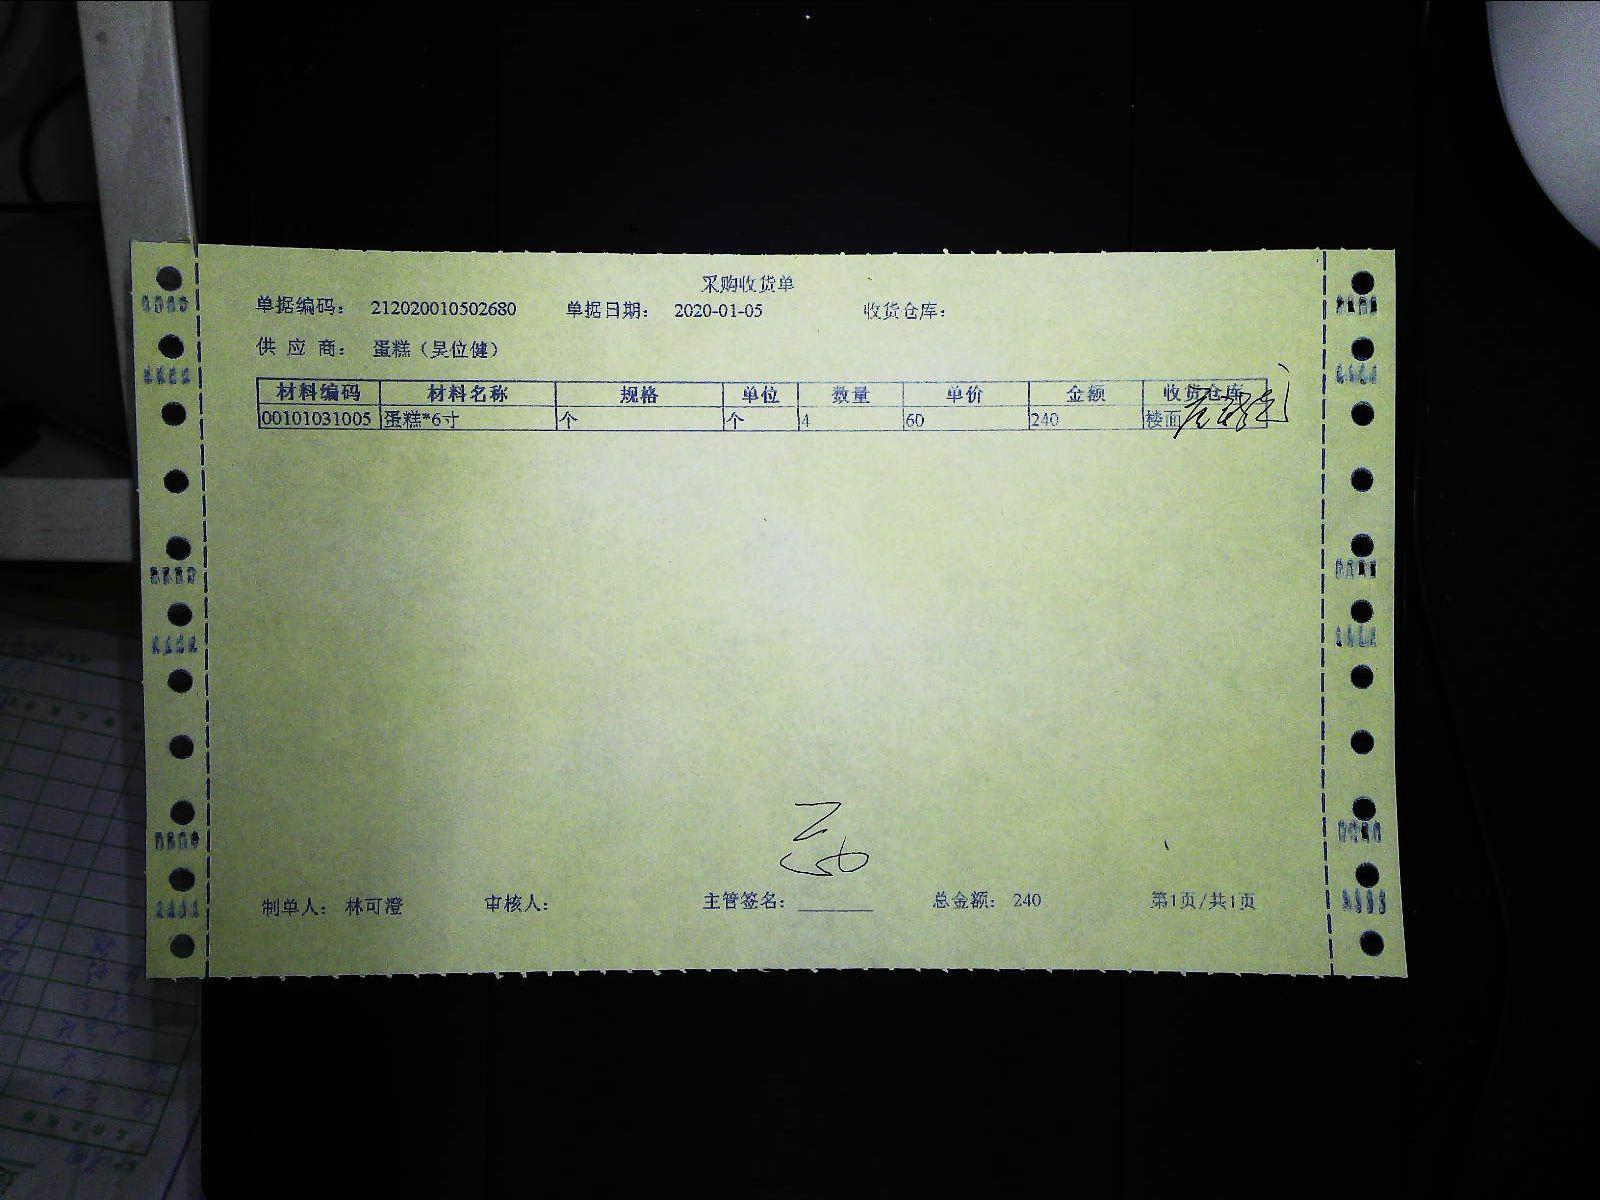 采购收货单
单据编码： 212020010502680 单据日期： 2020-01-05 收货仓库：
供 应 商： 蛋糕（吴位健）
材料编码 材料名称 规格 单位 数量 单价 金额 收货仓库
00101031005 蛋糕*6寸 个 个 4 60 240 楼面
制单人： 林可澄 审核人： 主管签名： 总金额： 240 第1页/共1页